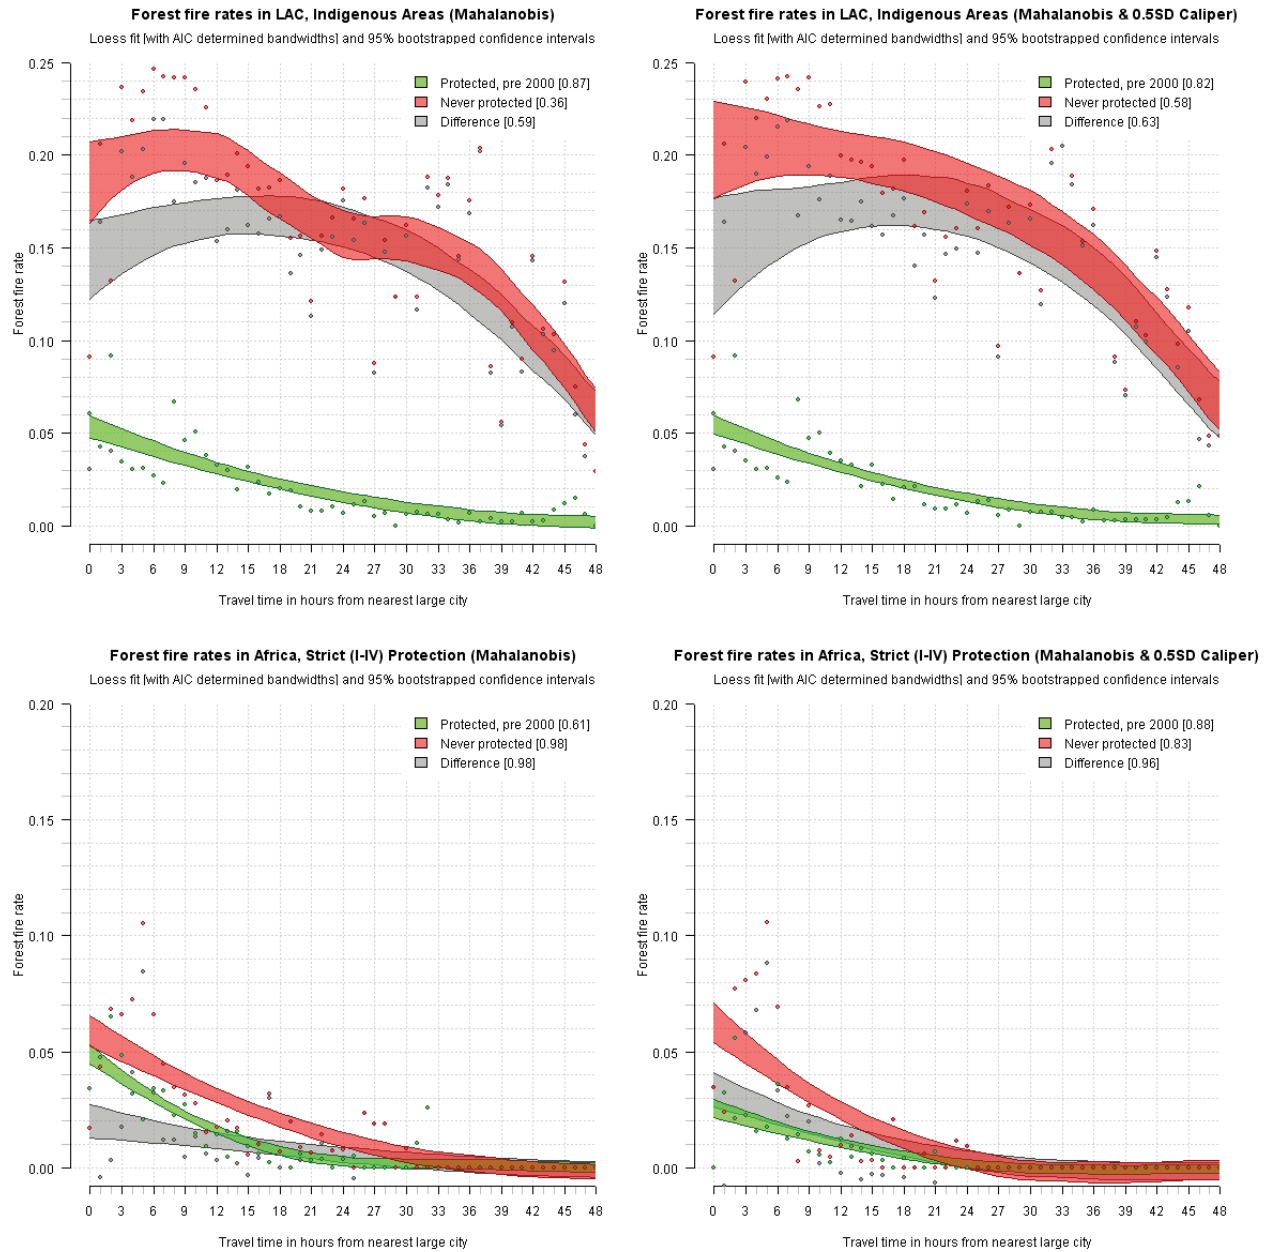 Forest fire rates in LAC, Indigenous Areas (Mahalanobis)
Loess fit [with AIC determined bandwidths] and 95% bootstrapped confidence intervals
Protected, pre 2000 [0.87]
Never protected [0.36]
Difference [0.59]
Forest fire rate
0.25
0.20
0.15
0.10
0.05
0.00
0 3 6 9 12 15 18 21 24 27 30 33 36 39 42 45 48
Travel time in hours from nearest large city
Forest fire rates in LAC, Indigenous Areas (Mahalanobis & 0.5SD Caliper)
Loess fit [with AIC determined bandwidths] and 95% bootstrapped confidence intervals
Protected, pre 2000 [0.82]
Never protected [0.58]
Difference [0.63]
Forest fire rate
0.25
0.20
0.15
0.10
0.05
0.00
0 3 6 9 12 15 18 21 24 27 30 33 36 39 42 45 48
Travel time in hours from nearest large city
Forest fire rates in Africa, Strict (I-IV) Protection (Mahalanobis)
Loess fit [with AIC determined bandwidths] and 95% bootstrapped confidence intervals
Protected, pre 2000 [0.61]
Never protected [0.98]
Difference [0.98]
Forest fire rate
0.20
0.15
0.10
0.05
0.00
0 3 6 9 12 15 18 21 24 27 30 33 36 39 42 45 48
Travel time in hours from nearest large city
Forest fire rates in Africa, Strict (I-IV) Protection (Mahalanobis & 0.5SD Caliper)
Loess fit [with AIC determined bandwidths] and 95% bootstrapped confidence intervals
Protected, pre 2000 [0.88]
Never protected [0.83]
Difference [0.96]
Forest fire rate
0.20
0.15
0.10
0.05
0.00
0 3 6 9 12 15 18 21 24 27 30 33 36 39 42 45 48
Travel time in hours from nearest large city